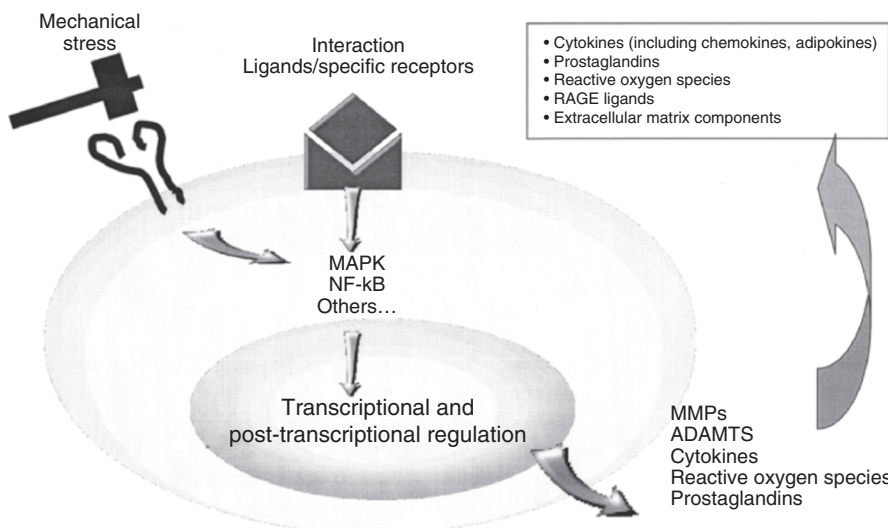 Mechanical
stress
Interaction
Ligands/specific receptors
• Cytokines (including chemokines, adipokines)
• Prostaglandins
• Reactive oxygen species
• RAGE ligands
• Extracellular matrix components
MAPK
NF-kB
Others…
Transcriptional and
post-transcriptional regulation
MMPs
ADAMTS
Cytokines
Reactive oxygen species
Prostaglandins